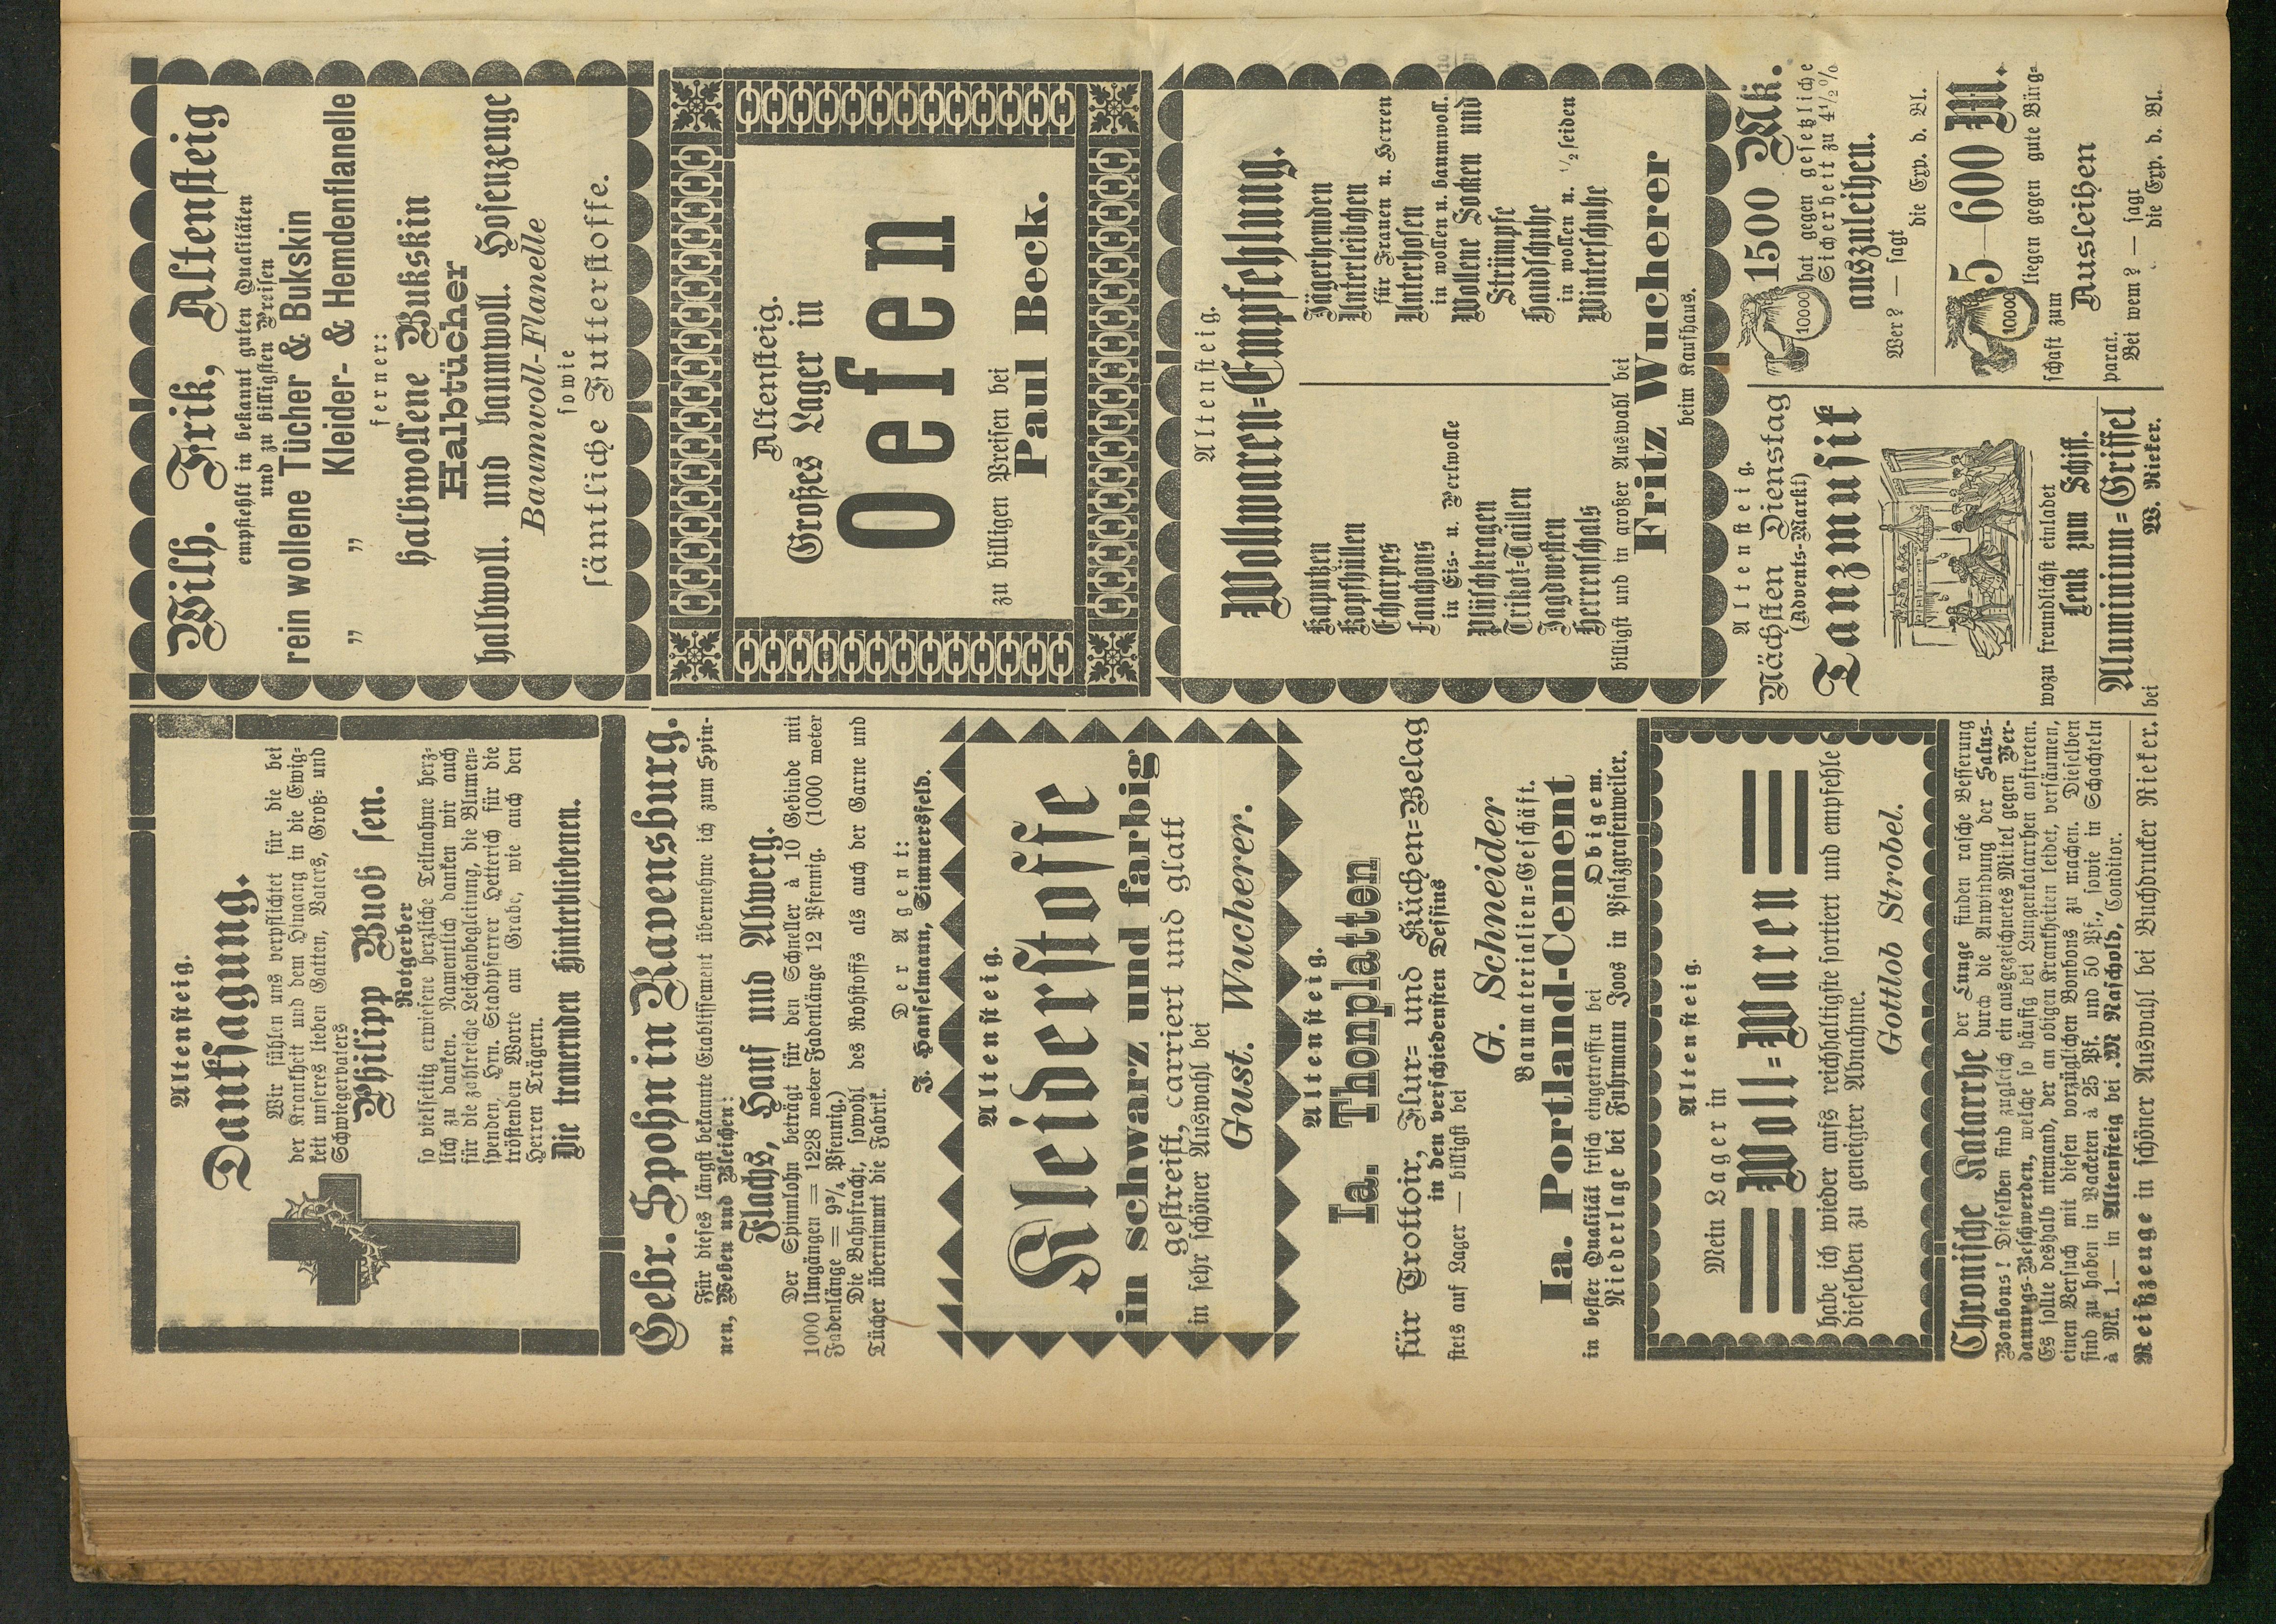 Altensteig.
Danksagung.
Wir fühlen uns verpflichtet für die bei
der Krankheit und dem Hingang in die Ewig-
keit unseres lieben Gatten, Vaters, Groß- und
Schwiegervaters
Philipp Buob sen.
Rotgerber
so vielseitig erwiesene herzliche Teilnahme herz-
lich zu danken. Namentlich danken wir auch
für die zahlreiche Leichenbegleitung, die Blumen-
spenden, Hrn. Stadtpfarrer Hetterich für die
tröstenden Worte am Grabe, wie auch den
Herren Trägern.
Die trauernden Hinterbliebenen.
Gebr. Spohn in Ravensburg.
Für dieses längst bekannte Etablissement übernehme ich zum Spin-
nen, Weben und Bleichen:
Flachs, Hanf und Abwerg.
Der Spinnlohn beträgt für den Schneller à 10 Gebinde mit
1000 Umgängen = 1228 meter Fadenlänge 12 Pfennig. (1000 meter
Fadenlänge = 9¾ Pfennig.)
Die Bahnfracht, sowohl des Rohstoffs als auch der Garne und
Tücher übernimmt die Fabrik.
Der Agent:
J. Hanselmann, Simmersfeld.
Altensteig.
Kleiderstoffe
in schwarz und farbig
gestreift, carriert und glatt
in sehr schöner Auswahl bei
Gust. Wucherer.
Altensteig.
Ia. Thonplatten
für Trottoir, Flur- und Küchen-Belag
in den verschiedensten Dessins
stets auf Lager — billigst bei
G. Schneider
Baumaterialien-Geschäft.
Ia. Portland-Cement
in bester Qualität frisch eingetroffen bei Obigem.
Niederlage bei Fuhrmann Joos in Pfalzgrafenweiler.
Altensteig.
Mein Lager in
Woll-Waren
habe ich wieder aufs reichhaltigste sortiert und empfehle
dieselben zu geneigter Abnahme.
Gottlob Strobel.
Chronische Katarrhe der Lunge finden rasche Besserung
durch die Anwindung der Salus-
Bonbons! Dieselben sind zugleich ein ausgezeichnetes Mittel gegen Ver-
dauungs-Beschwerden, welche so häufig bei Lungenkatarrhen auftreten.
Es sollte deshalb niemand, der an obigen Krankheiten leidet, versäumen,
einen Versuch mit diesen vorzüglichen Bonbons zu machen. Dieselben
sind zu haben in Packeten à 25 Pf. und 50 Pf., sowie in Schachteln
à Mk. 1.— in Altensteig bei M Naschold, Conditor.
Reißzeuge in schöner Auswahl bei Buchdrucker Rieker.
Wilh. Frik, Altensteig
empfiehlt in bekannt guten Qualitäten
und zu billigsten Preisen
rein wollene Tücher & Bukskin
„ „ Kleider- & Hemdenflanelle
ferner:
halbwollene Bukskin
Halbtücher
halbwoll. und baumwoll. Hosenzeuge
Baumwoll-Flanelle
sowie
sämtliche Futterstoffe.
Altensteig.
Großes Lager in
Oefen
zu billigen Preisen bei
Paul Beck.
Altensteig.
Wollwaren-Empfehlung.
Kaputzen
Kopfhüllen
Echarpes
Fanchons
in Eis- u. Perlwolle
Plüschkragen
Trikot-Taillen
Jagdwesten
Herrenschals
Jägerhemden
Unterleibchen
für Frauen u. Herren
Unterhosen
in wollen u. baumwoll.
Wollene Socken und
Strümpfe
Handschuhe
in wollen u. ½ seiden
Winterschuhe
billigst und in großer Auswahl bei
Fritz Wucherer
beim Kaufhaus.
Altensteig.
Nächsten Dienstag
(Advents-Markt)
Tanzmusik
wozu freundlichst einladet
Lenk zum Schiff.
Aluminium-Griffel
bei W. Rieker.
1500 Mk.
10000
hat gegen gesetzliche
Sicherheit zu 4½%
auszuleihen.
Wer? — sagt
die Exp. d. Bl.
5—600 M.
10000
liegen gegen gute Bürg-
schaft zum
Ausleihen
parat.
Bei wem? — sagt
die Exp. d. Bl.